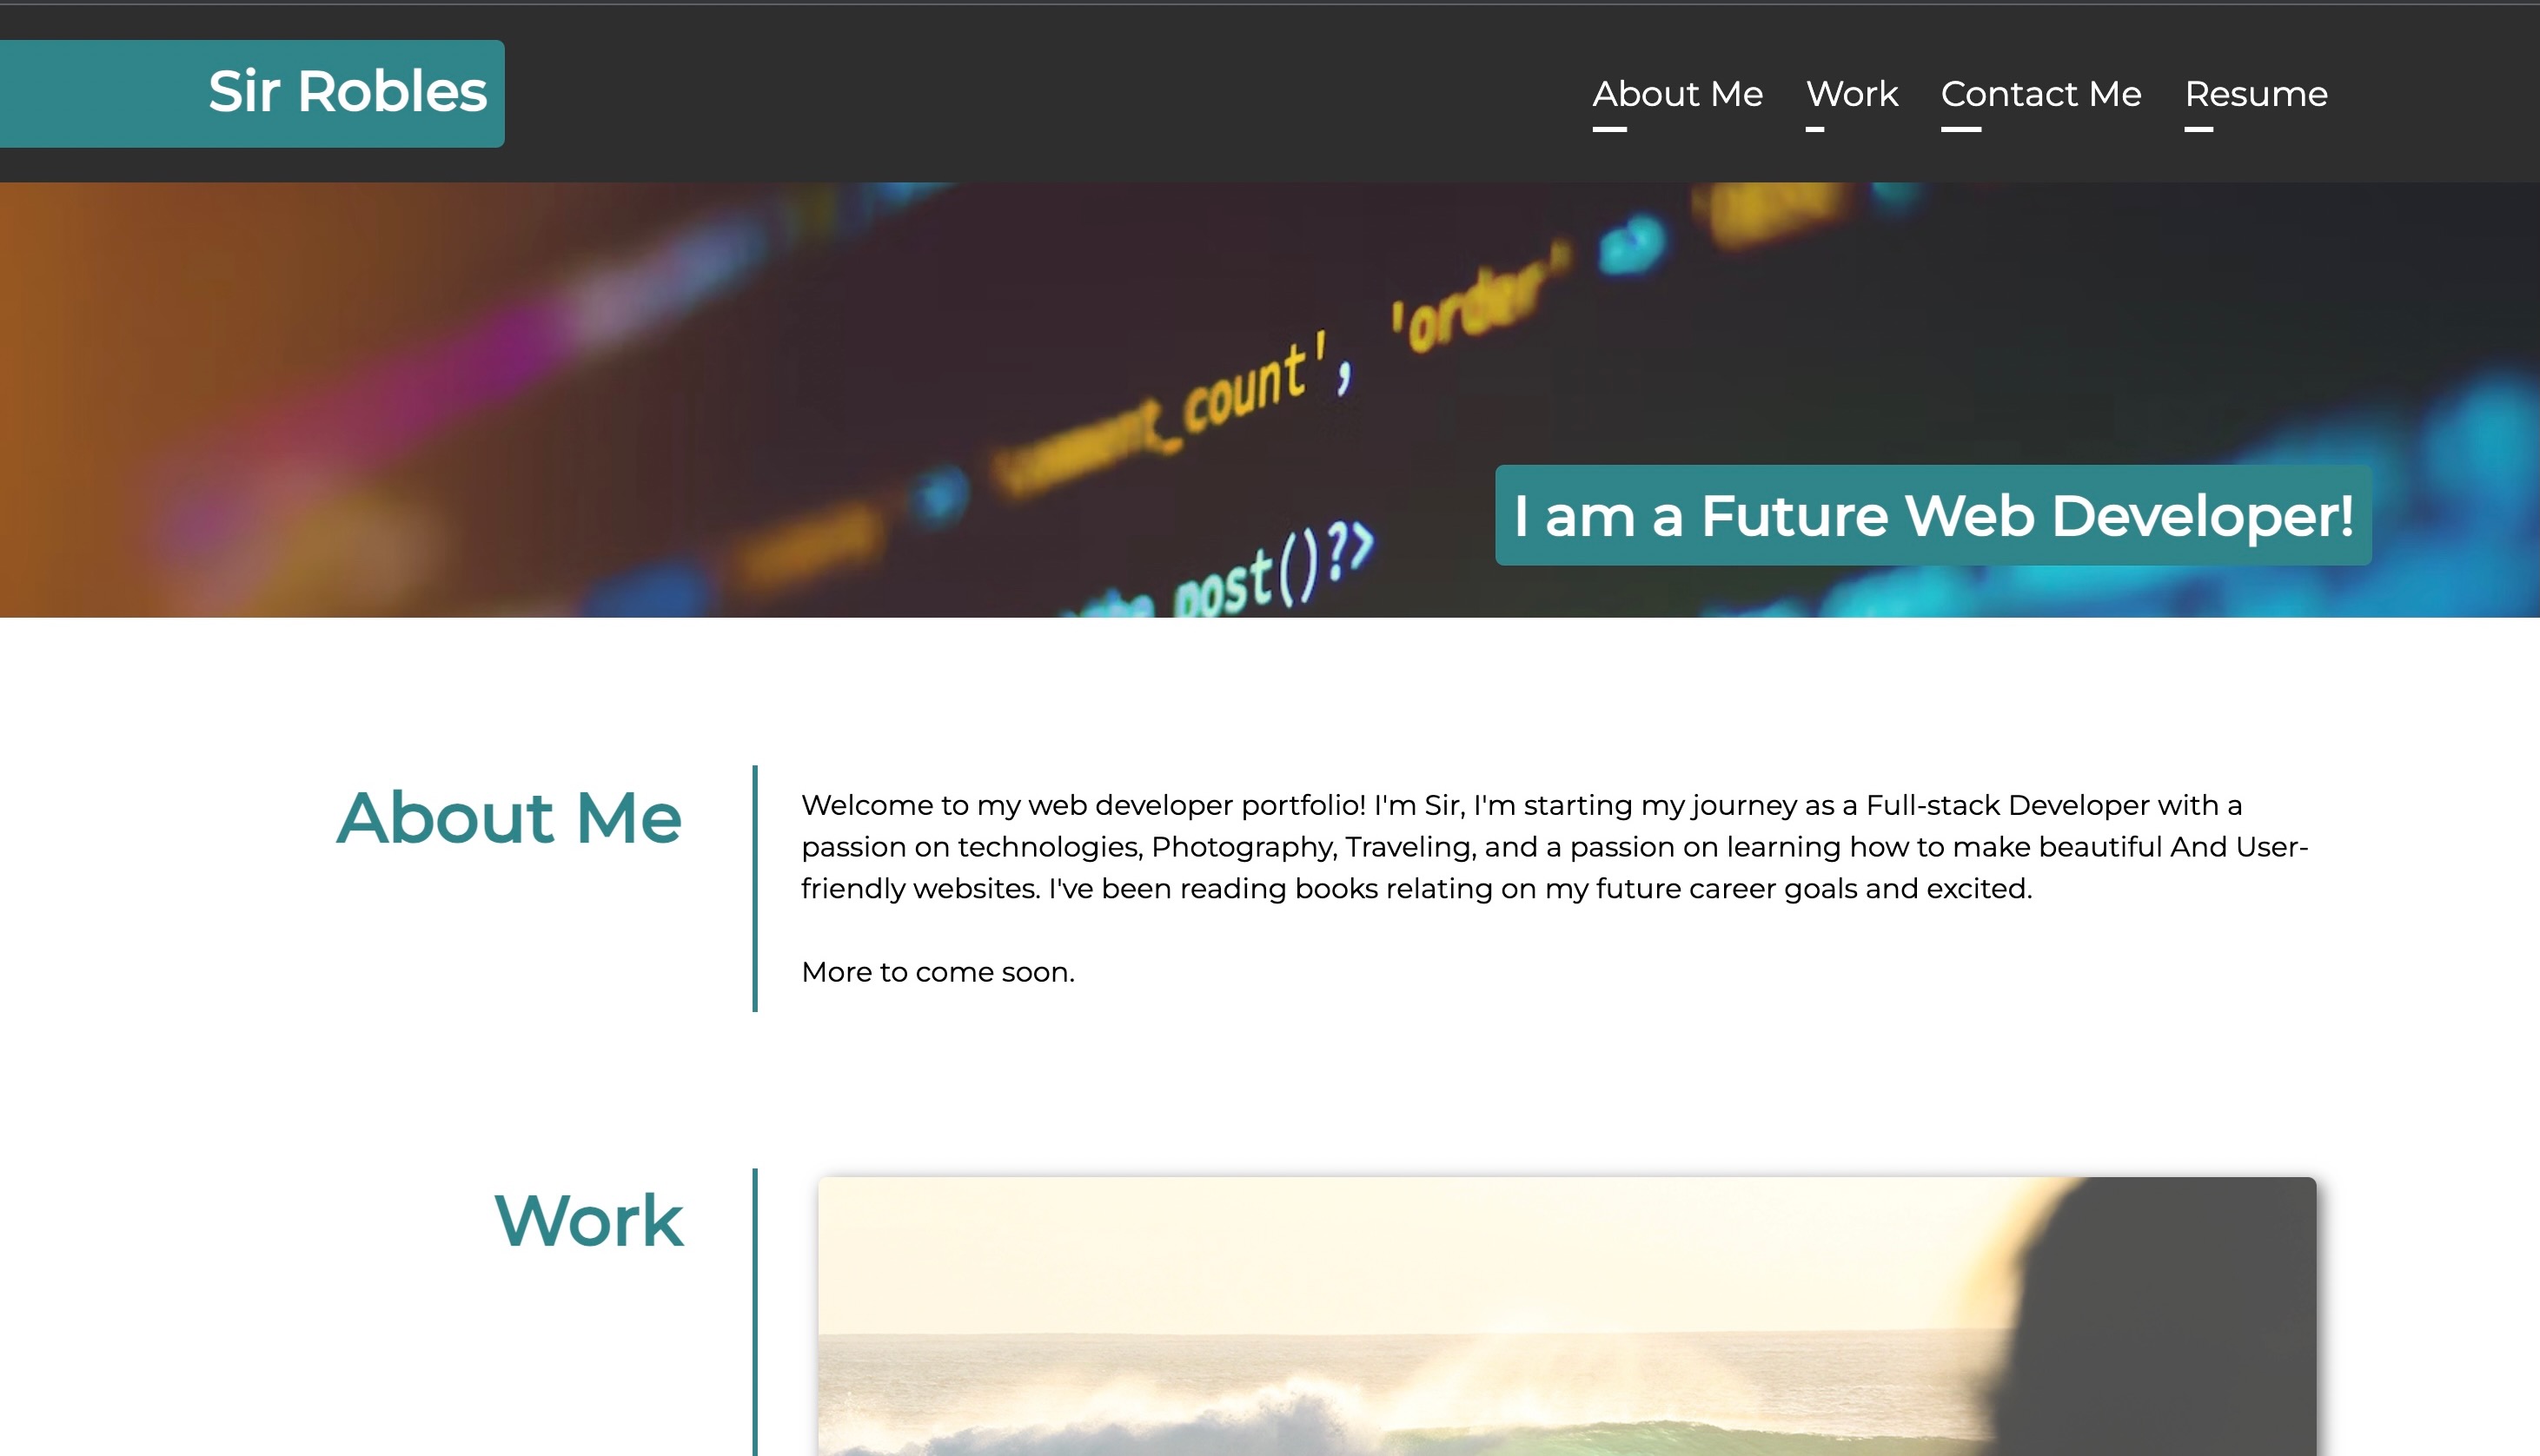 Sir Robles
About Me Work Contact Me Resume
_count', 'order'
post()?>
I am a Future Web Developer!
About Me
Welcome to my web developer portfolio! I'm Sir, I'm starting my journey as a Full-stack Developer with a
passion on technologies, Photography, Traveling, and a passion on learning how to make beautiful And User-
friendly websites. I've been reading books relating on my future career goals and excited.
More to come soon.
Work